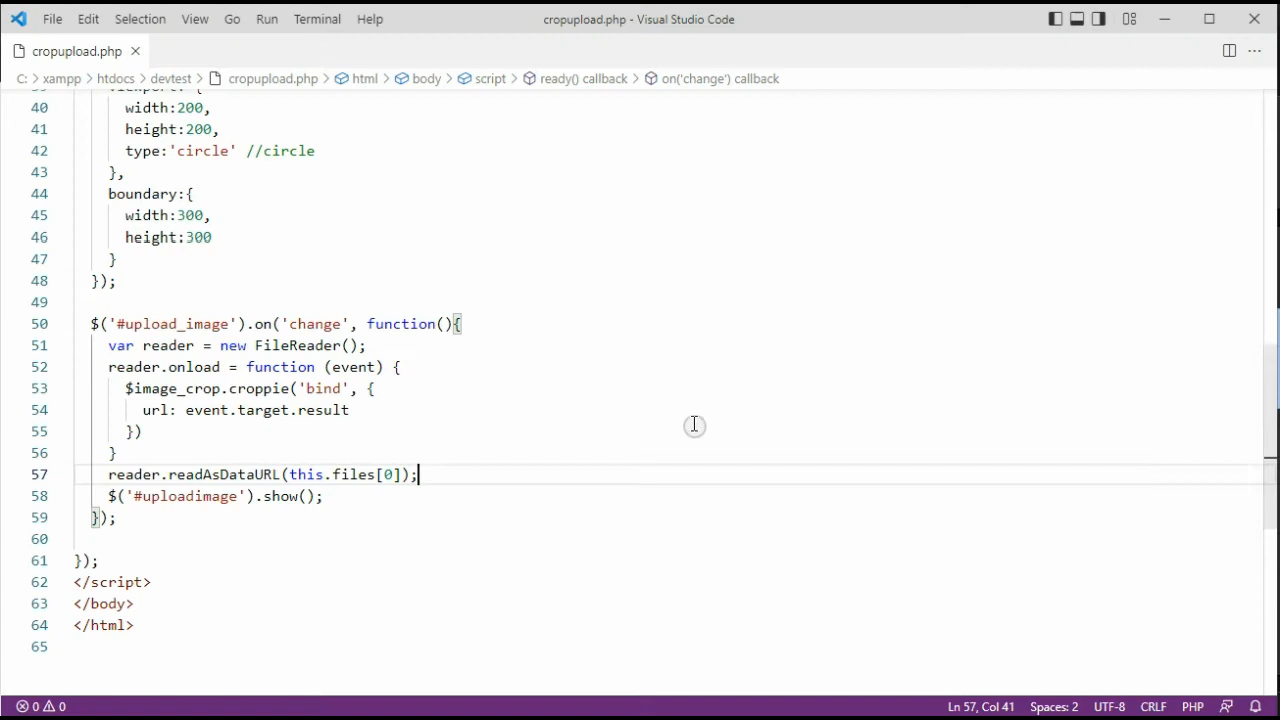 File Edit Selection View Go Run Terminal Help cropupload.php - Visual Studio Code
cropupload.php
C: > xampp > htdocs > devtest > cropupload.php > html > body > script > ready() callback > on('change') callback
40 width:200,
41 height:200,
42 type:'circle' //circle
43 },
44 boundary:{
45 width:300,
46 height:300
47 }
48 });
49
50 $('#upload_image').on('change', function(){
51 var reader = new FileReader();
52 reader.onload = function (event) {
53 $image_crop.croppie('bind', {
54 url: event.target.result
55 })
56 }
57 reader.readAsDataURL(this.files[0]);
58 $('#uploadimage').show();
59 });
60
61 });
62 </script>
63 </body>
64 </html>
65
0 0 Ln 57, Col 41 Spaces: 2 UTF-8 CRLF PHP